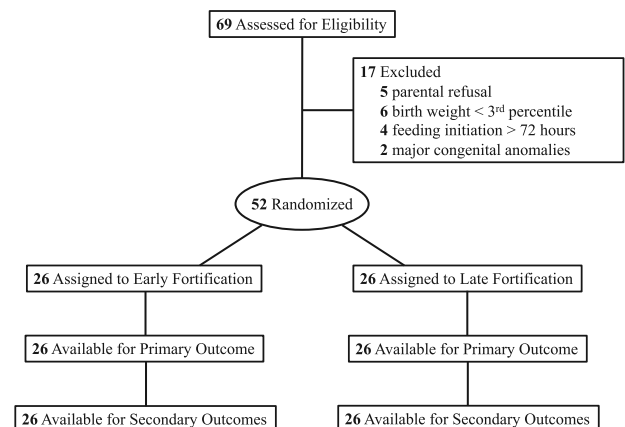 69 Assessed for Eligibility
17 Excluded
5 parental refusal
6 birth weight < 3rd percentile
4 feeding initiation > 72 hours
2 major congenital anomalies
52 Randomized
26 Assigned to Early Fortification
26 Assigned to Late Fortification
26 Available for Primary Outcome
26 Available for Primary Outcome
26 Available for Secondary Outcomes
26 Available for Secondary Outcomes